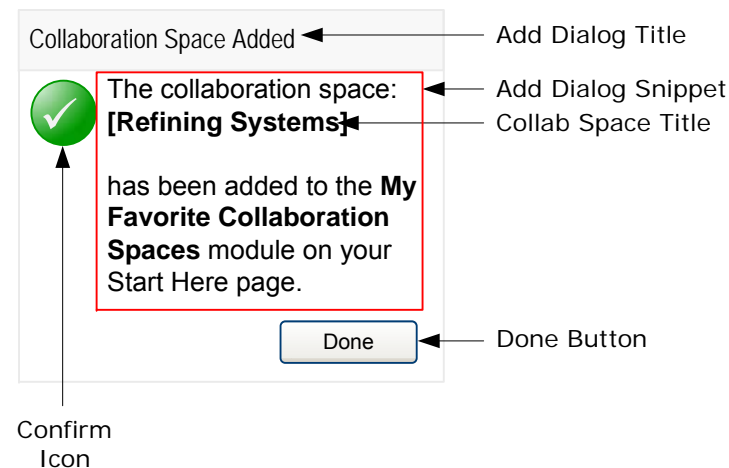 Collaboration Space Added
Add Dialog Title
The collaboration space:
Add Dialog Snippet
[Refining Systems]
Collab Space Title
has been added to the My
Favorite Collaboration
Spaces module on your
Start Here page.
Done
Done Button
Confirm
Icon